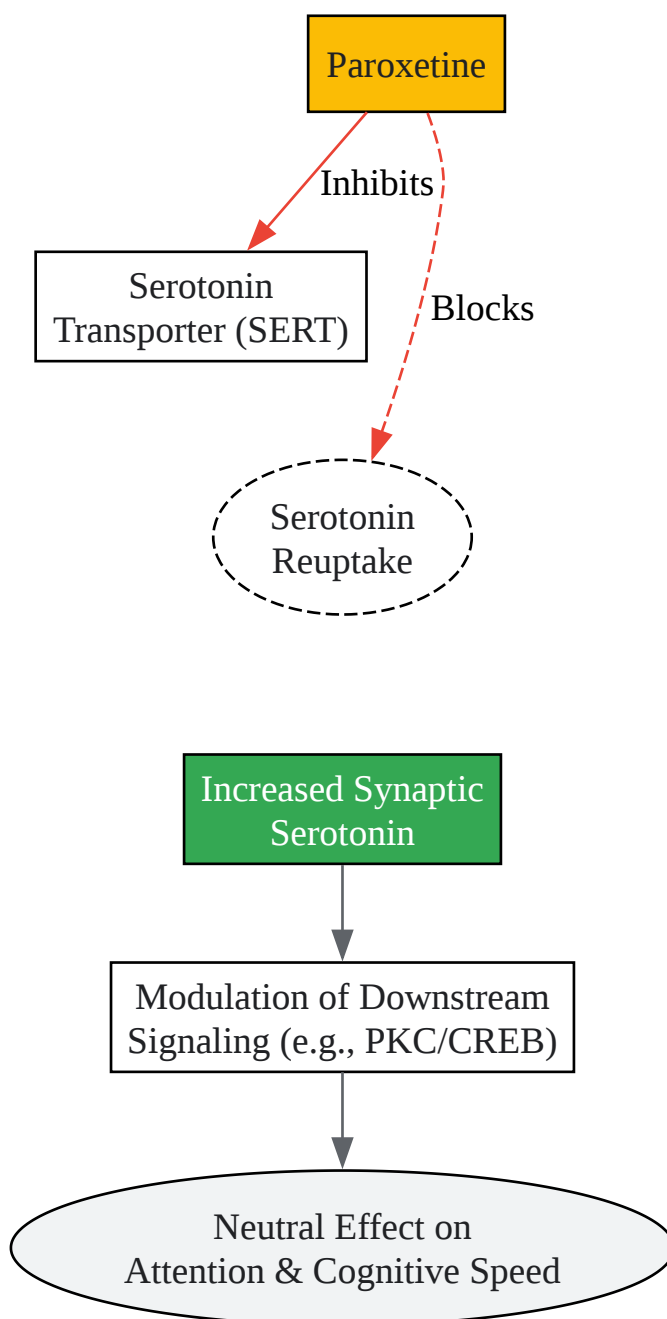 Paroxetine
Inhibits
Serotonin
Transporter (SERT)
Blocks
Serotonin
Reuptake
Increased Synaptic
Serotonin
Modulation of Downstream
Signaling (e.g., PKC/CREB)
Neutral Effect on
Attention & Cognitive Speed